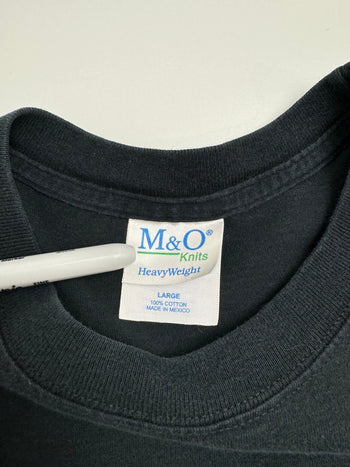 M&O®
Knits
HeavyWeight
LARGE
100% COTTON
MADE IN MEXICO